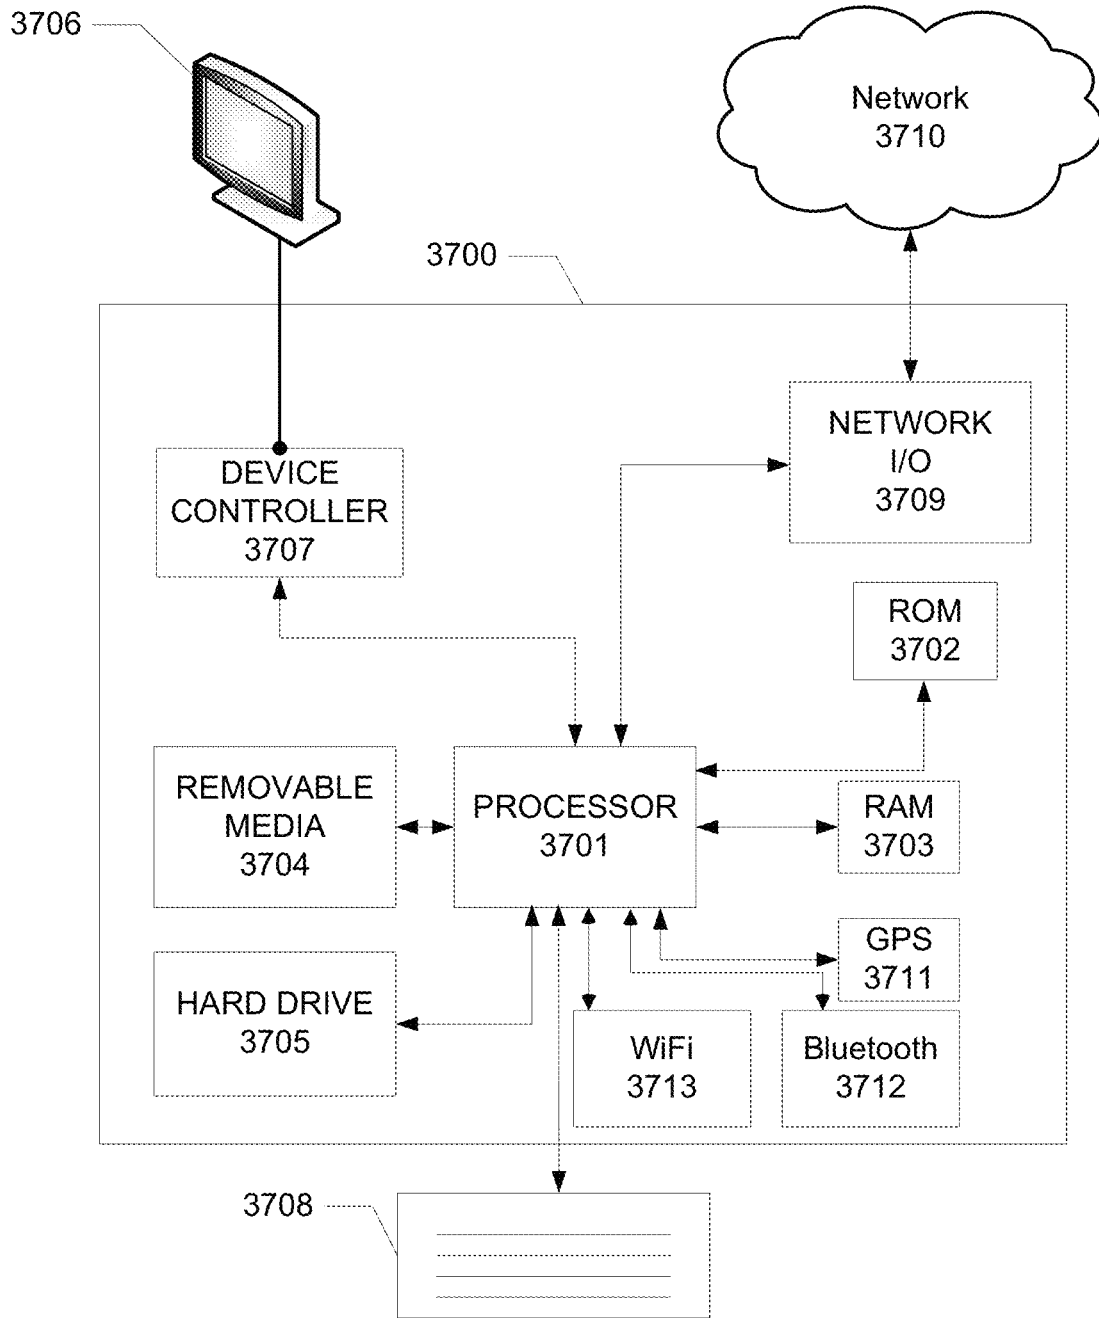 3706
Network
3710
3700
NETWORK
I/O
3709
DEVICE
CONTROLLER
3707
ROM
3702
REMOVABLE
MEDIA
3704
PROCESSOR
3701
RAM
3703
GPS
3711
HARD DRIVE
3705
WiFi
3713
Bluetooth
3712
3708